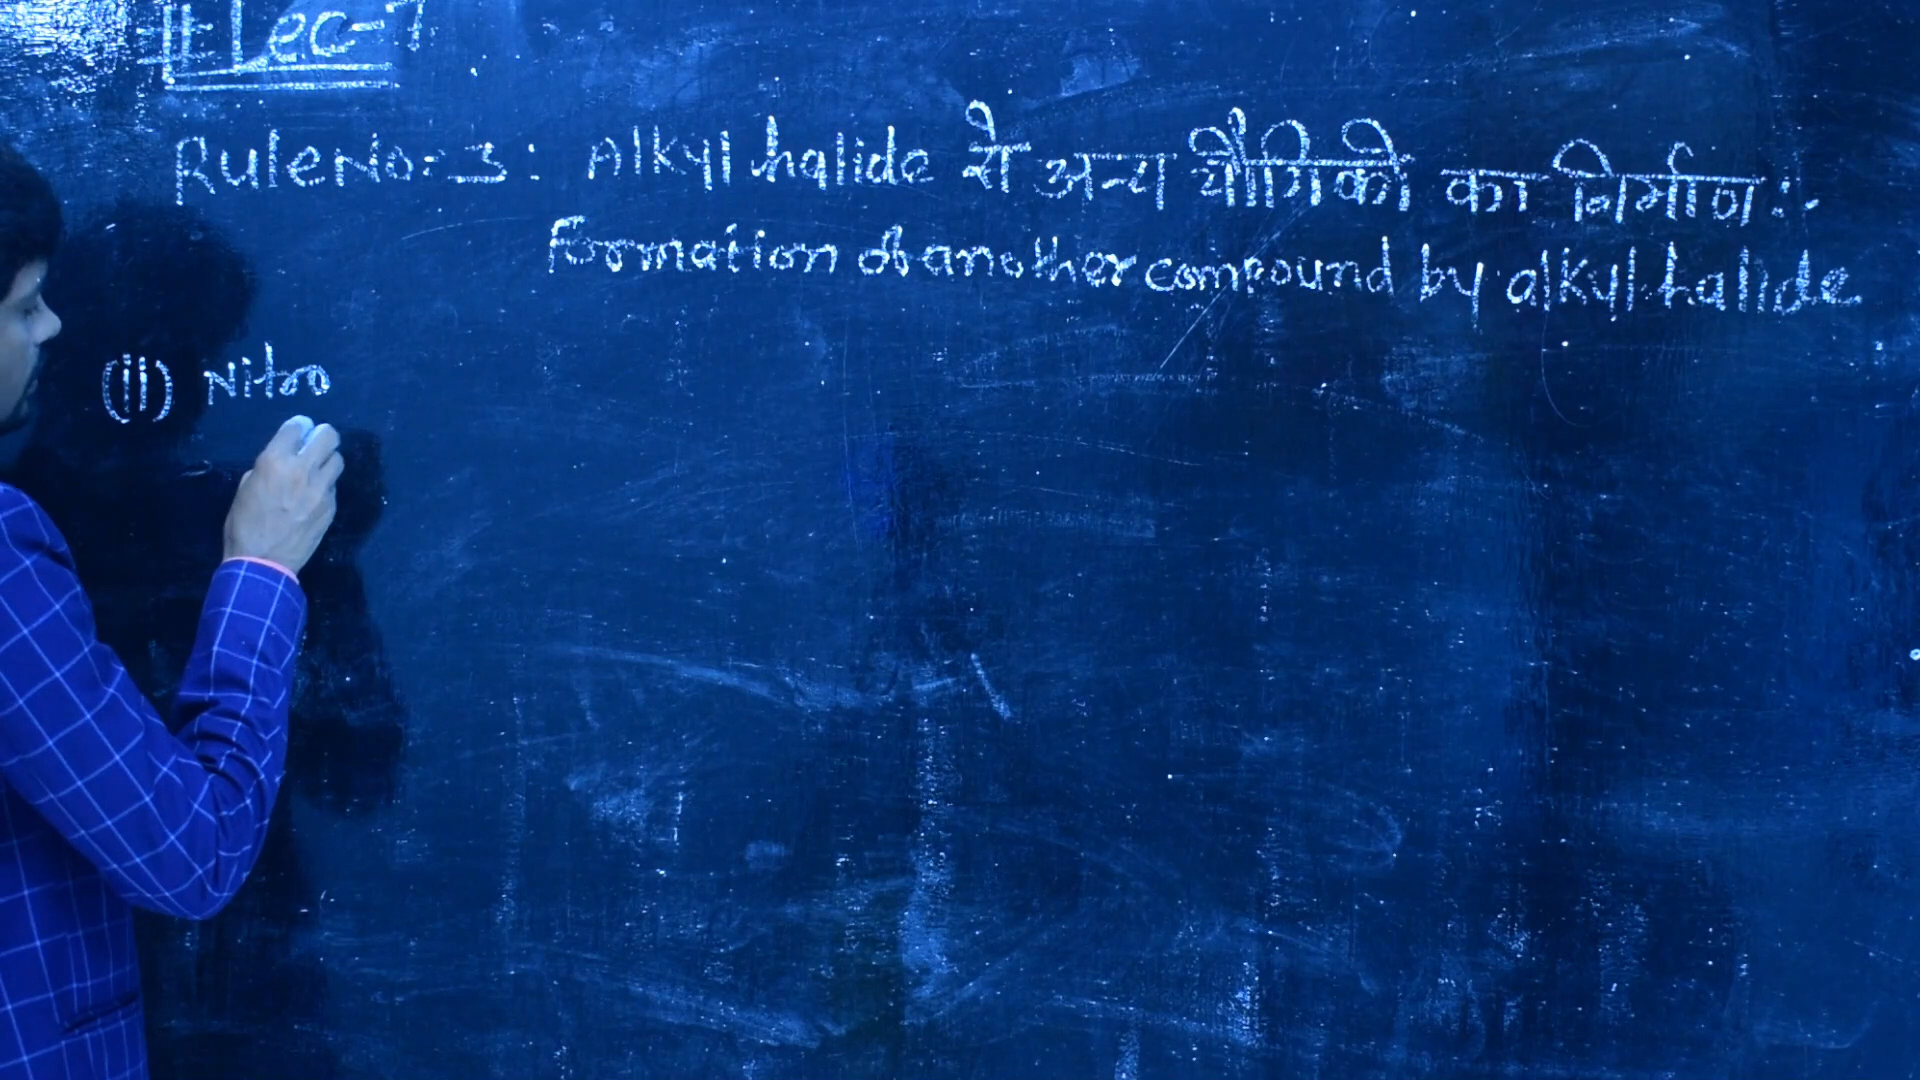 # Lec-7
Rule No:3: Alkyl halide से अन्य यौगिको का निर्माण:-
formation of another compound by alkyl halide
(ii) Nitro